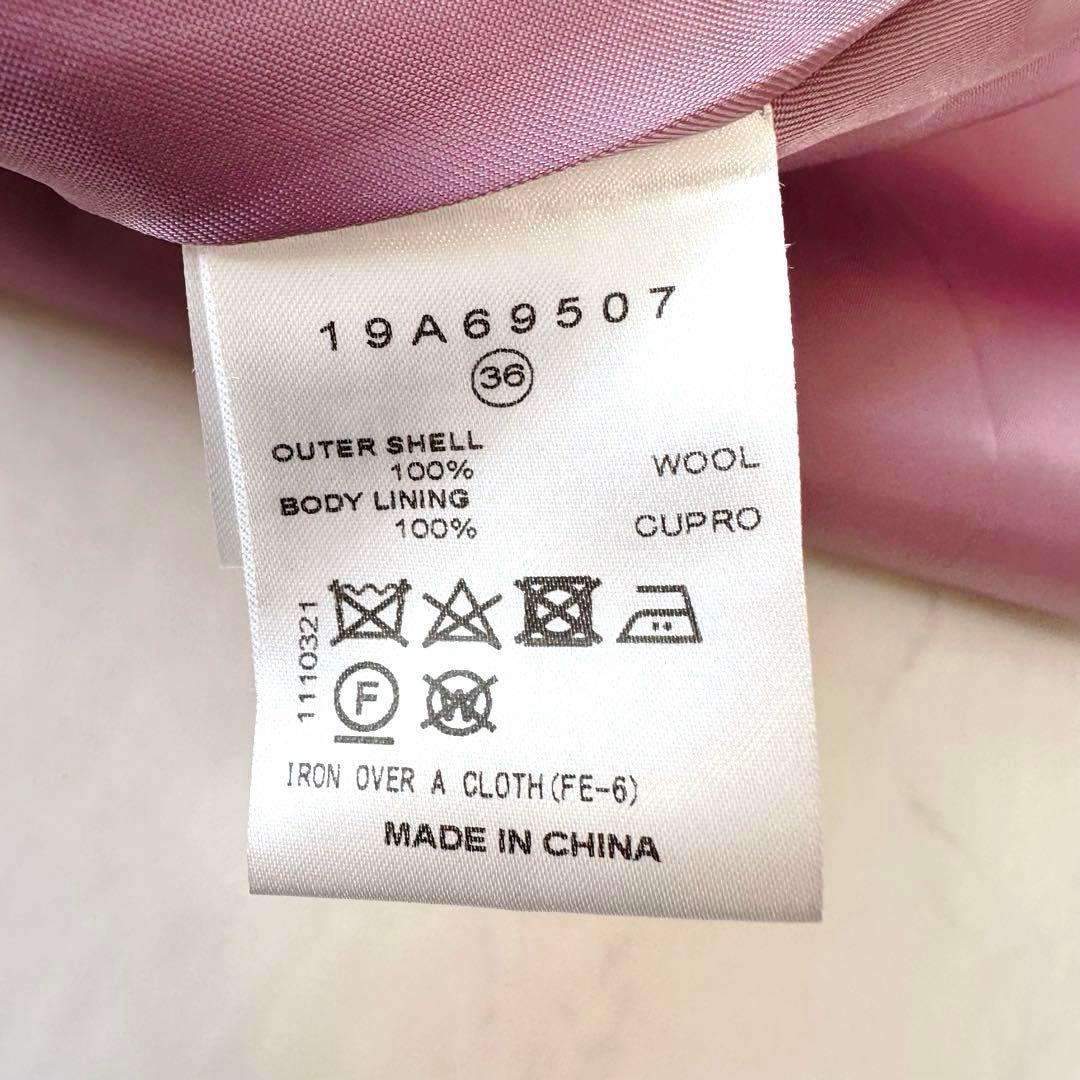 19A69507
36
OUTER SHELL
100% WOOL
BODY LINING
100% CUPRO
1110321
F W
IRON OVER A CLOTH(FE-6)
MADE IN CHINA